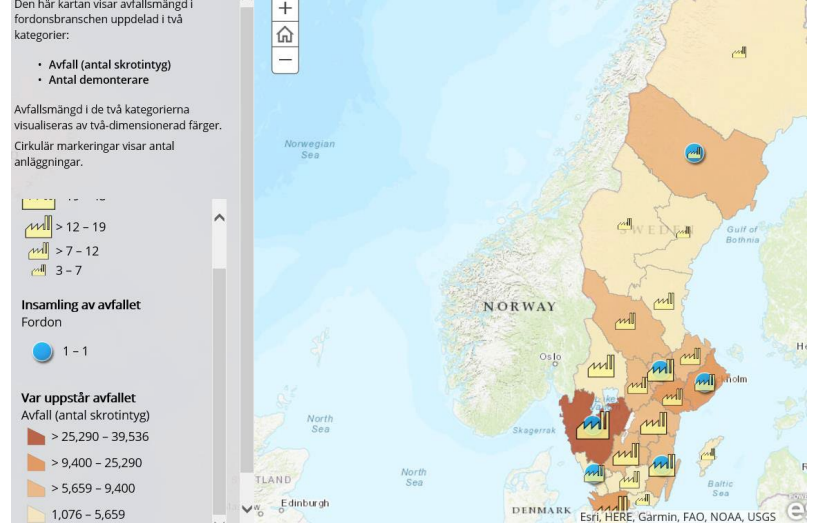 Den här kartan visar avfallsmängd i
fordonsbranschen uppdelad i två
kategorier:
• Avfall (antal skrotintyg)
• Antal demonterare
Avfallsmängd i de två kategorierna
visualiseras av två-dimensionerad färger.
Cirkulär markeringar visar antal
anläggningar.
> 12 – 19
> 7 – 12
3 – 7
Insamling av avfallet
Fordon
1 – 1
Var uppstår avfallet
Avfall (antal skrotintyg)
> 25,290 – 39,536
> 9,400 – 25,290
> 5,659 – 9,400
1,076 – 5,659
+
−
Norwegian
Sea
SWEDEN
Gulf of
Bothnia
NORWAY
Oslo
holm
North
Sea
Skagerrak
North
Sea
TLAND
Edinburgh
DENMARK
Baltic
Sea
Esri, HERE, Garmin, FAO, NOAA, USGS